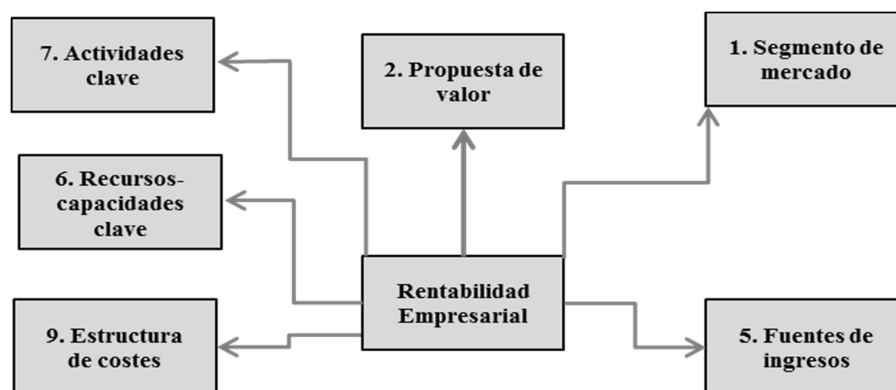 7. Actividades
clave
2. Propuesta de
valor
1. Segmento de
mercado
6. Recursos-
capacidades
clave
Rentabilidad
Empresarial
9. Estructura
de costes
5. Fuentes de
ingresos